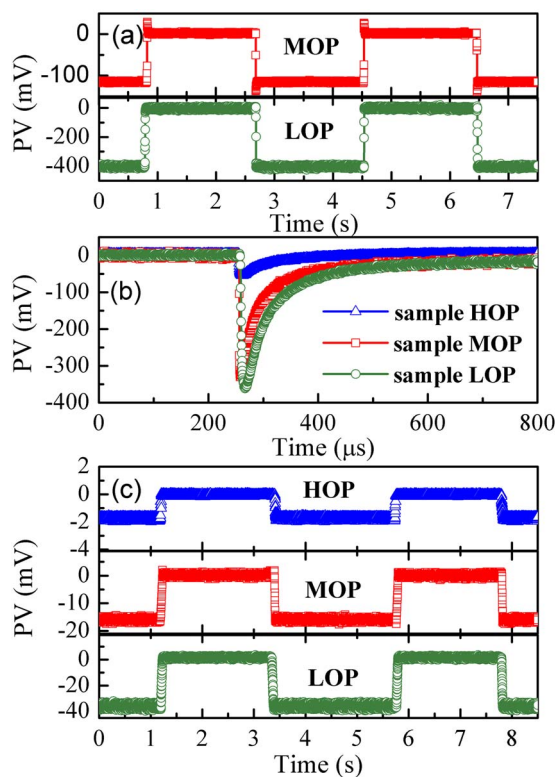 (a)
MOP
0
-100
PV (mV)
LOP
0
-200
-400
0 1 2 3 4 5 6 7
Time (s)
(b)
0
-100
-200
-300
-400
PV (mV)
sample HOP
sample MOP
sample LOP
0 200 400 600 800
Time (μs)
(c)
HOP
2
0
-2
-4
MOP
0
-10
-20
PV (mV)
LOP
0
-20
-40
0 1 2 3 4 5 6 7 8
Time (s)